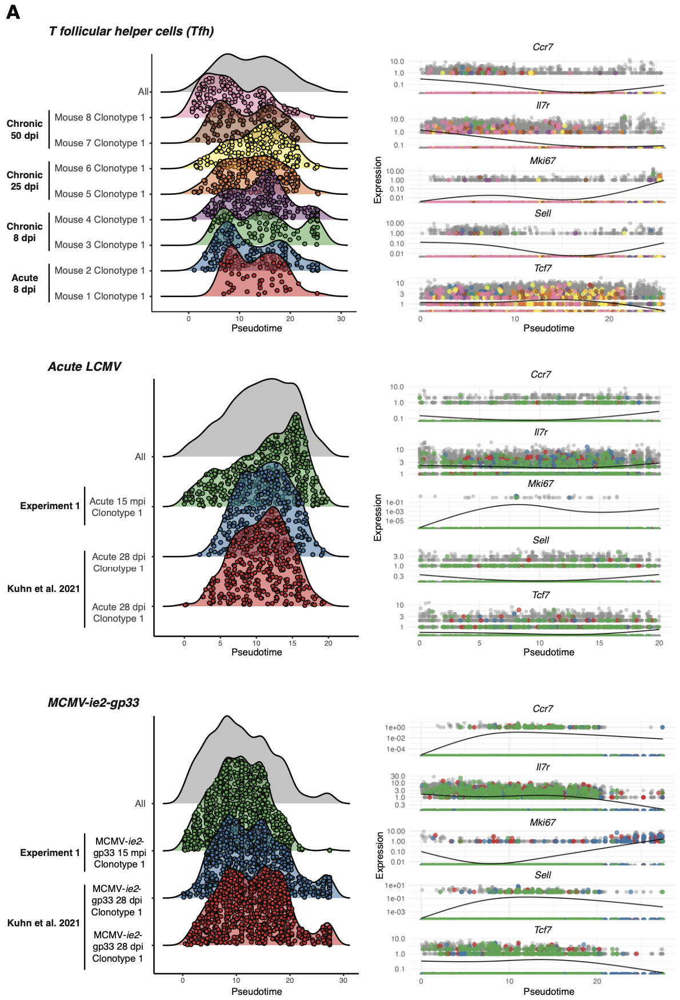 A
T follicular helper cells (Tfh)
All
Chronic
50 dpi
Mouse 8 Clonotype 1
Mouse 7 Clonotype 1
Chronic
25 dpi
Mouse 6 Clonotype 1
Mouse 5 Clonotype 1
Chronic
8 dpi
Mouse 4 Clonotype 1
Mouse 3 Clonotype 1
Acute
8 dpi
Mouse 2 Clonotype 1
Mouse 1 Clonotype 1
0 10 20 30
Pseudotime
Expression
Ccr7
10.0
1.0
0.1
Il7r
10.0
1.0
0.1
Mki67
10.00
1.00
0.10
0.01
Sell
10.00
1.00
0.10
0.01
Tcf7
10
3
1
0 10 20
Pseudotime
Acute LCMV
All
Experiment 1
Acute 15 mpi
Clonotype 1
Kuhn et al. 2021
Acute 28 dpi
Clonotype 1
Acute 28 dpi
Clonotype 1
0 5 10 15 20
Pseudotime
Expression
Ccr7
10.0
1.0
0.1
Il7r
10
3
1
Mki67
1e-01
1e-03
1e-05
Sell
3.0
1.0
0.3
Tcf7
10
3
1
0 5 10 15 20
Pseudotime
MCMV-ie2-gp33
All
Experiment 1
MCMV-ie2-
gp33 15 mpi
Clonotype 1
Kuhn et al. 2021
MCMV-ie2-
gp33 28 dpi
Clonotype 1
MCMV-ie2-
gp33 28 dpi
Clonotype 1
0 10 20 30
Pseudotime
Expression
Ccr7
1e+00
1e-02
1e-04
Il7r
30.0
10.0
3.0
1.0
0.3
Mki67
10.00
1.00
0.10
0.01
Sell
1e+01
1e-01
1e-03
Tcf7
10.0
1.0
0.1
0 10 20
Pseudotime